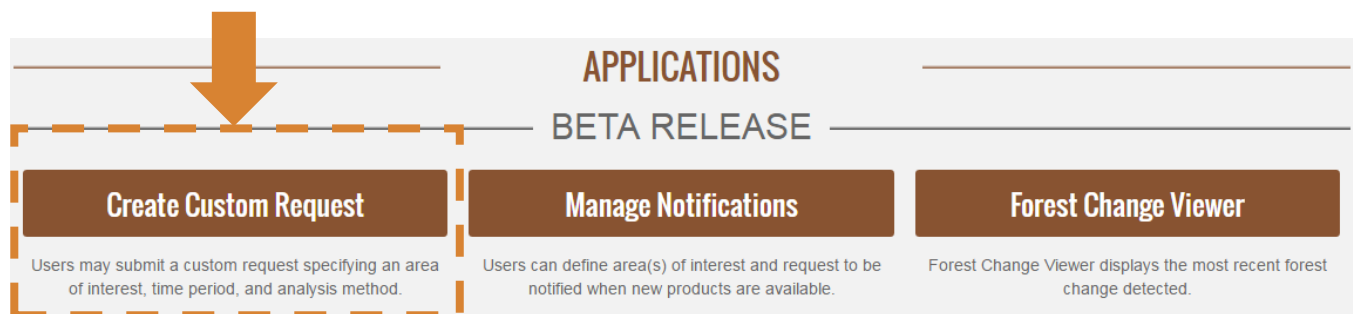 APPLICATIONS
BETA RELEASE
Create Custom Request
Users may submit a custom request specifying an area
of interest, time period, and analysis method.
Manage Notifications
Users can define area(s) of interest and request to be
notified when new products are available.
Forest Change Viewer
Forest Change Viewer displays the most recent forest
change detected.